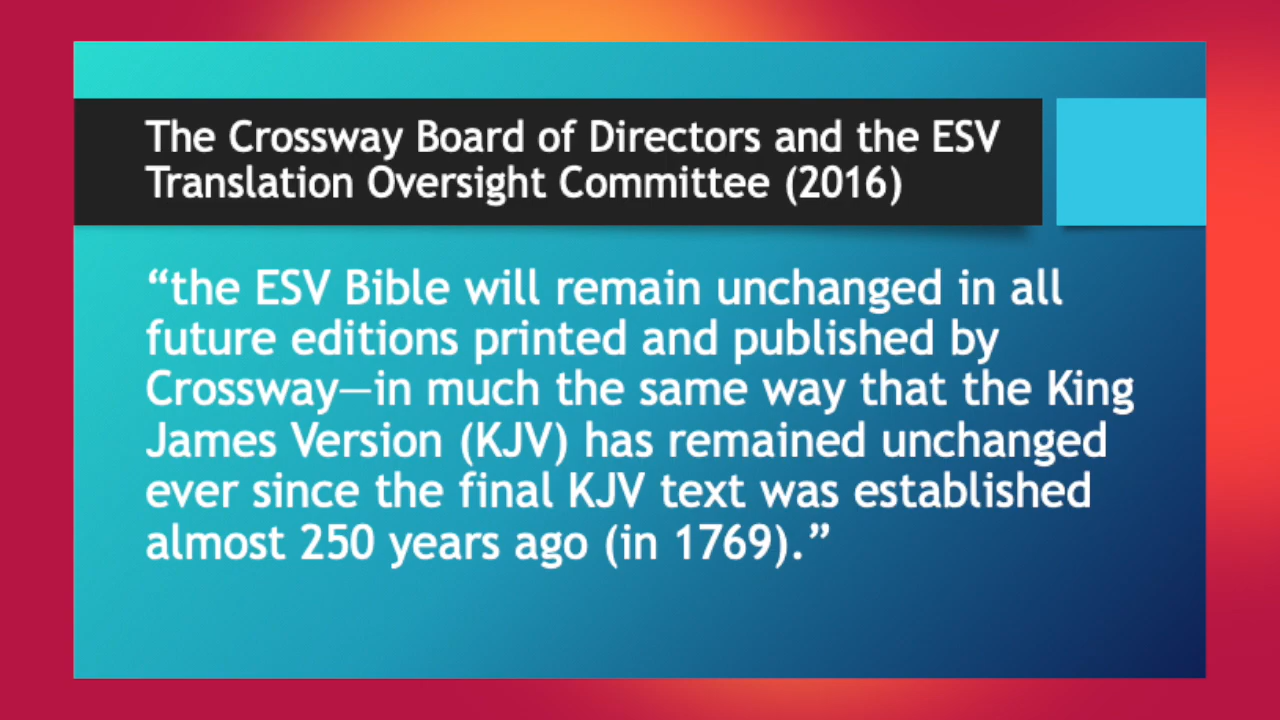 The Crossway Board of Directors and the ESV
Translation Oversight Committee (2016)
“the ESV Bible will remain unchanged in all
future editions printed and published by
Crossway—in much the same way that the King
James Version (KJV) has remained unchanged
ever since the final KJV text was established
almost 250 years ago (in 1769).”